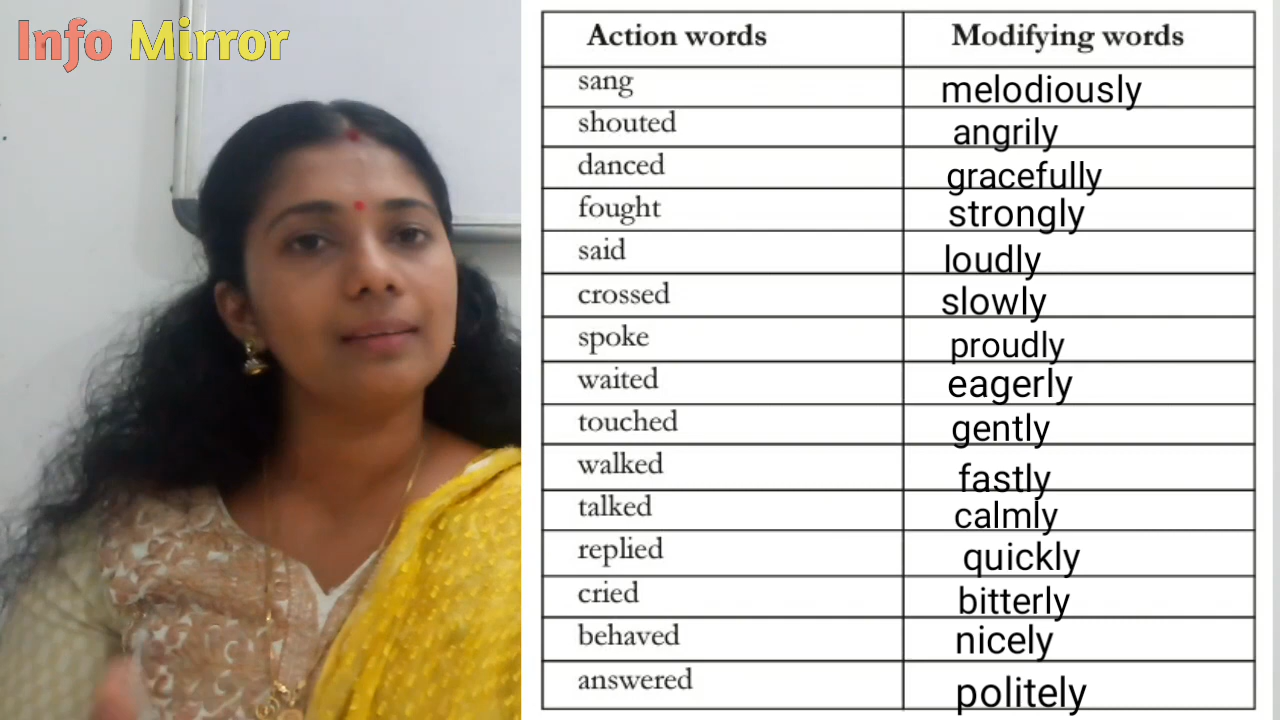 Info Mirror
Action words Modifying words
sang melodiously
shouted angrily
danced gracefully
fought strongly
said loudly
crossed slowly
spoke proudly
waited eagerly
touched gently
walked fastly
talked calmly
replied quickly
cried bitterly
behaved nicely
answered politely